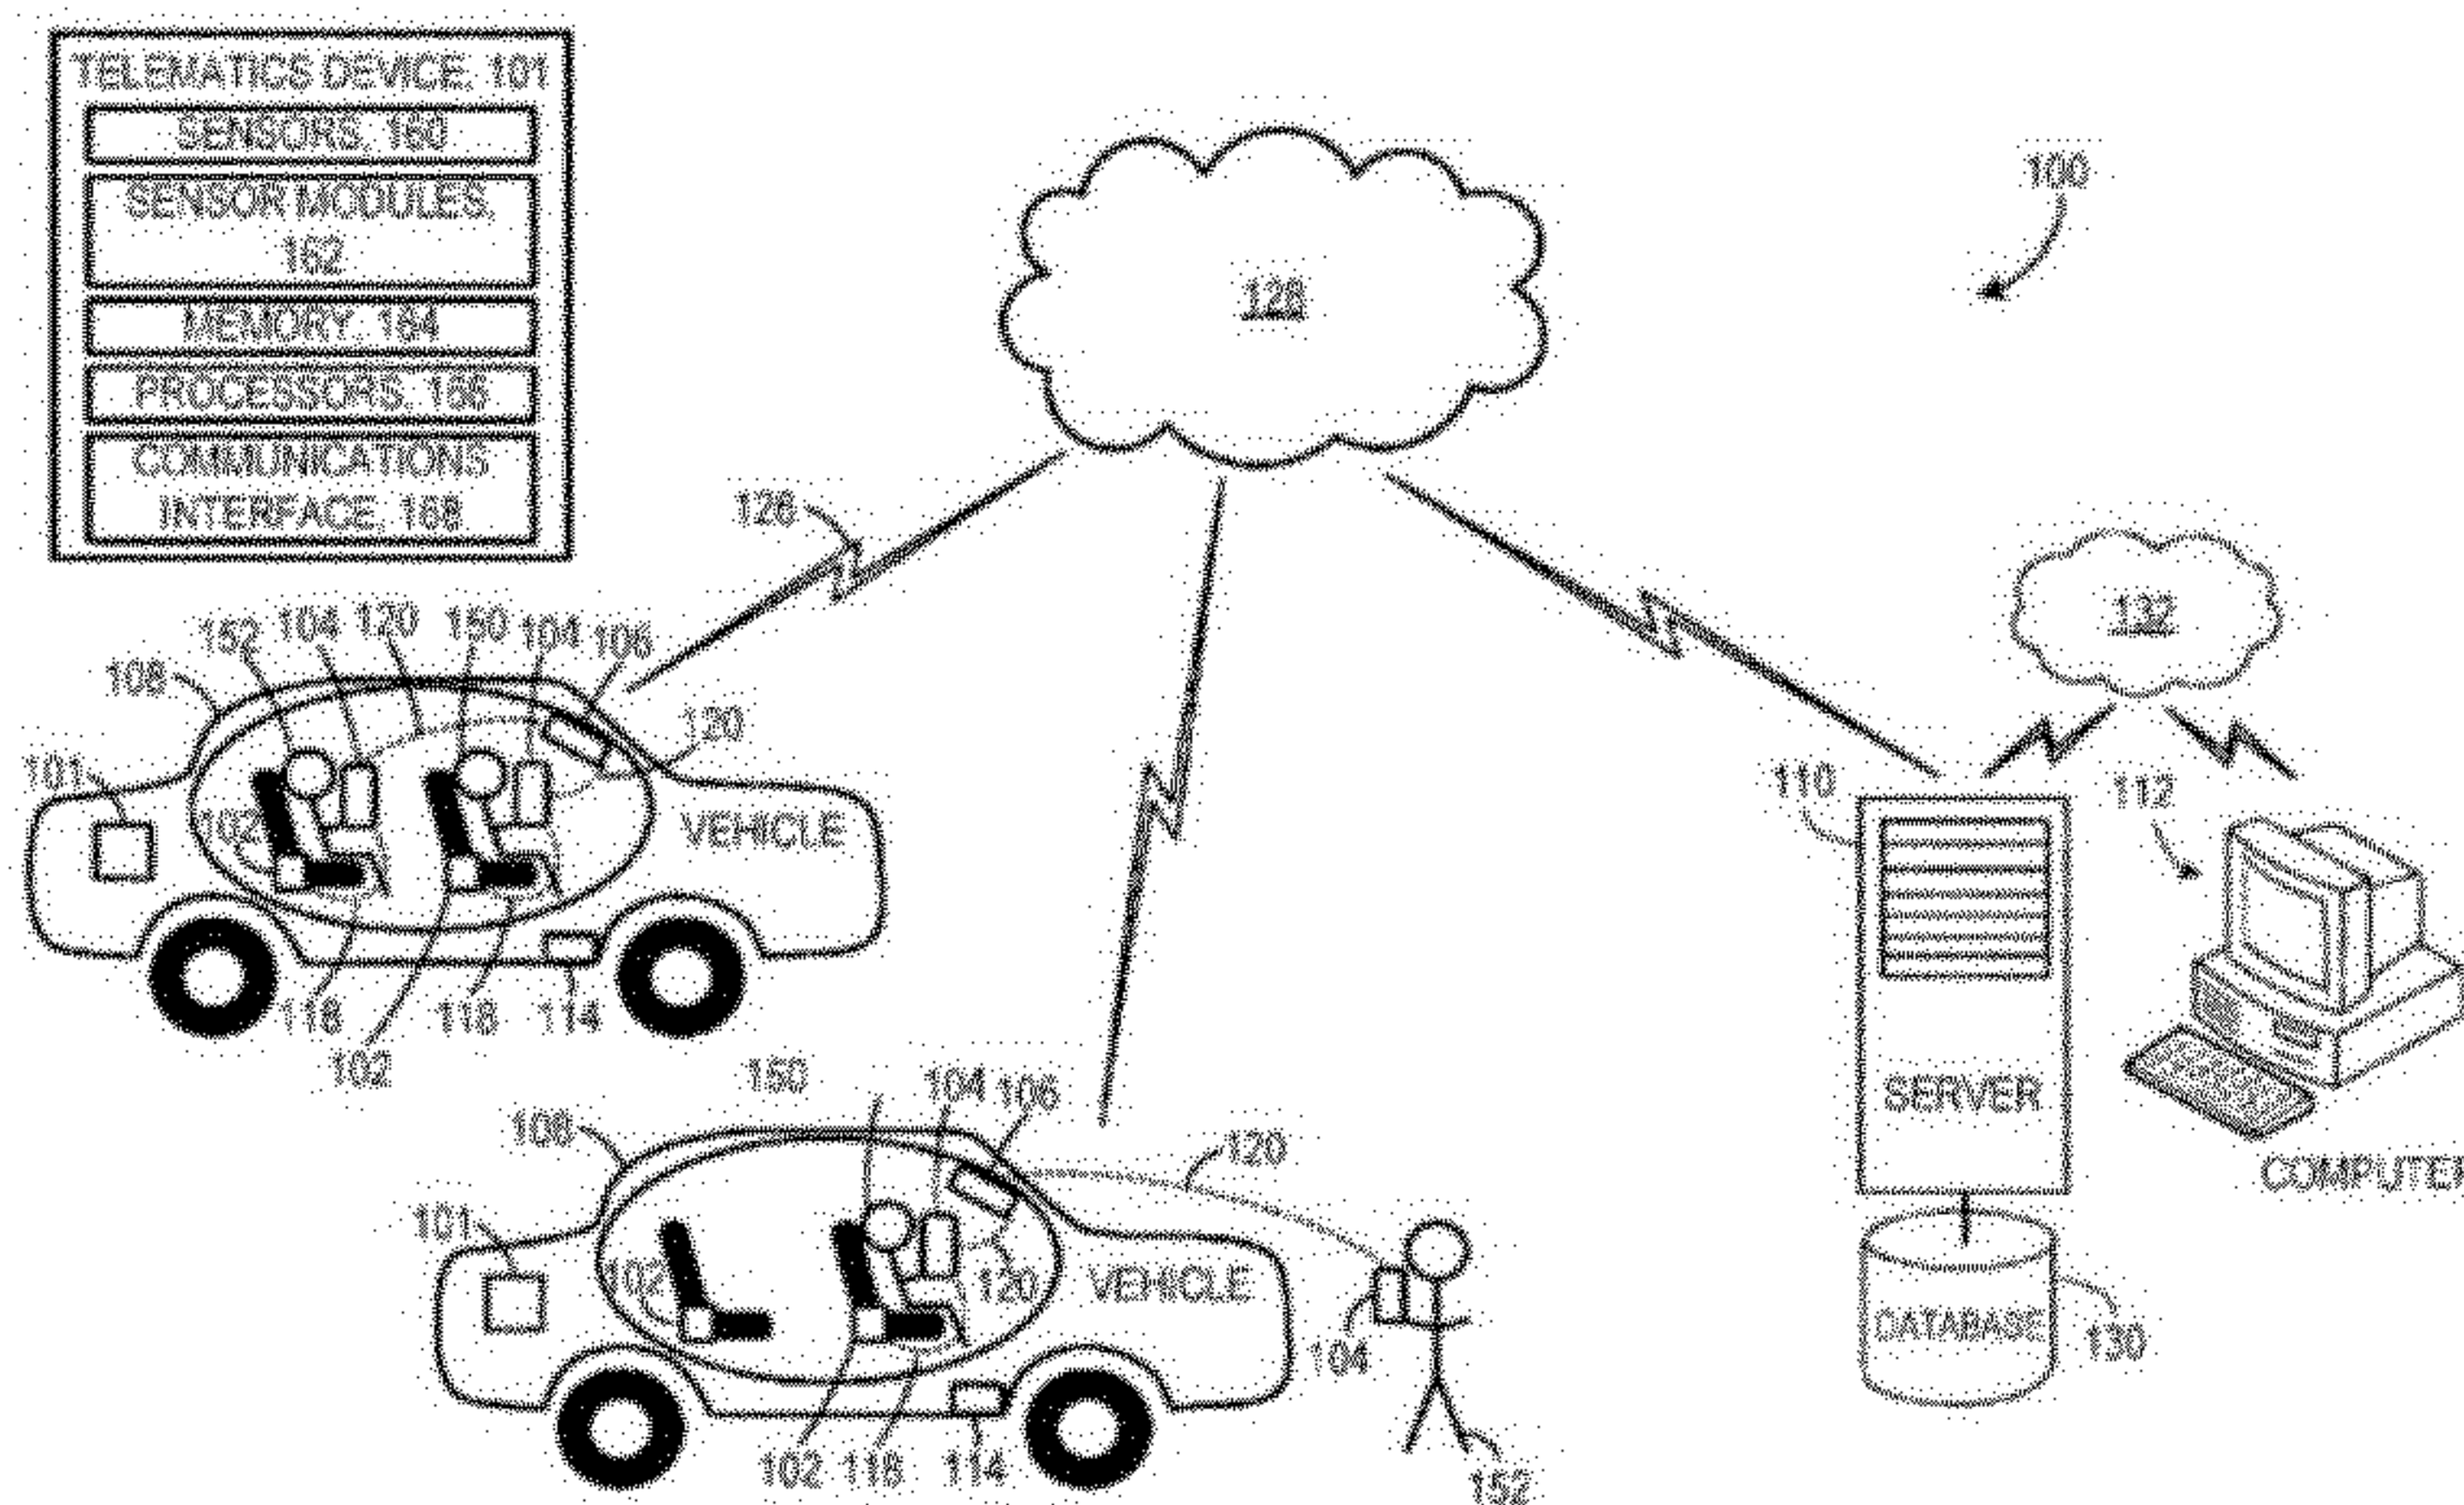 TELEMATICS DEVICE, 101
SENSORS, 160
SENSOR MODULES,
162
MEMORY, 164
PROCESSORS, 166
COMMUNICATIONS
INTERFACE, 168
128
100
126
132
152 104 120 150 104 106
108
120
101
102
VEHICLE
110
112
118 118 114
102
SERVER
COMPUTER
150 104 106
108
120
101
102
120
VEHICLE
104
DATABASE
130
102 118 114
152